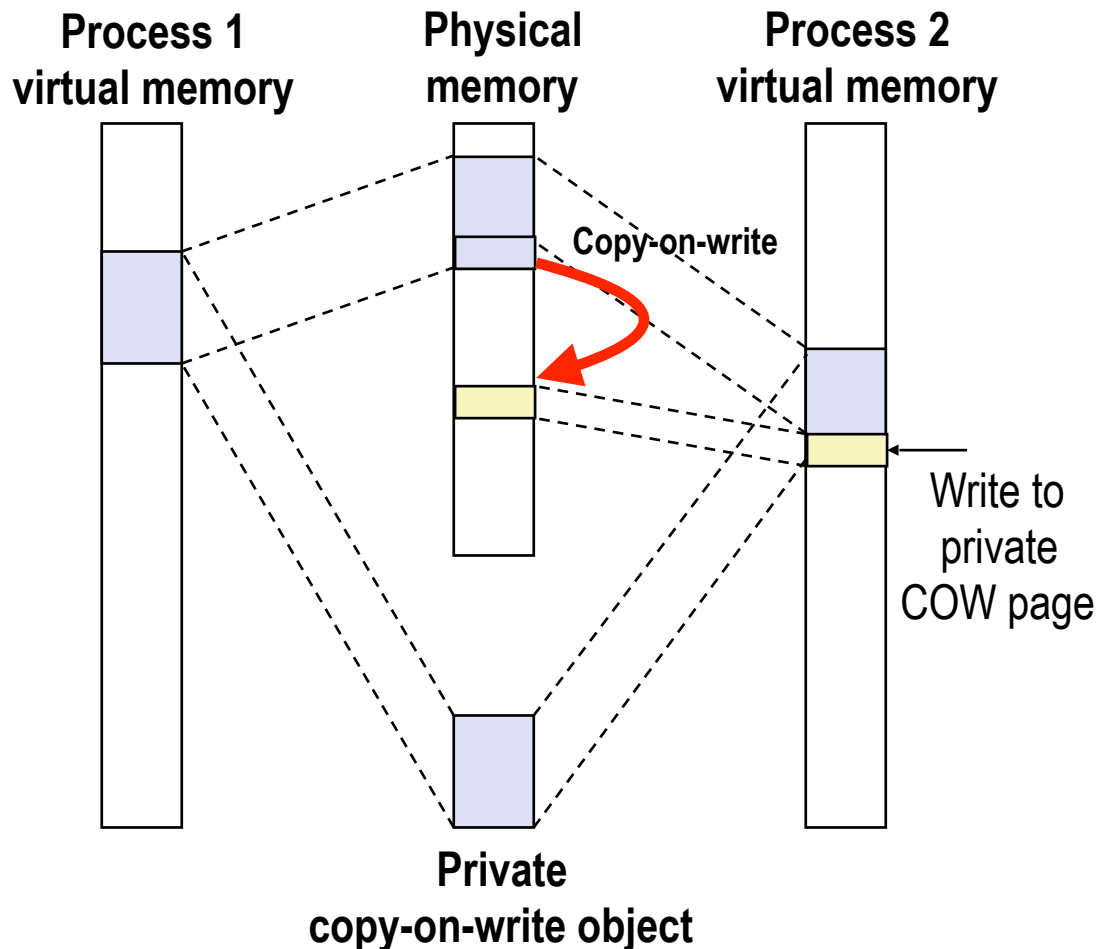 Process 1
virtual memory
Physical
memory
Process 2
virtual memory
Copy-on-write
Write to
private
COW page
Private
copy-on-write object